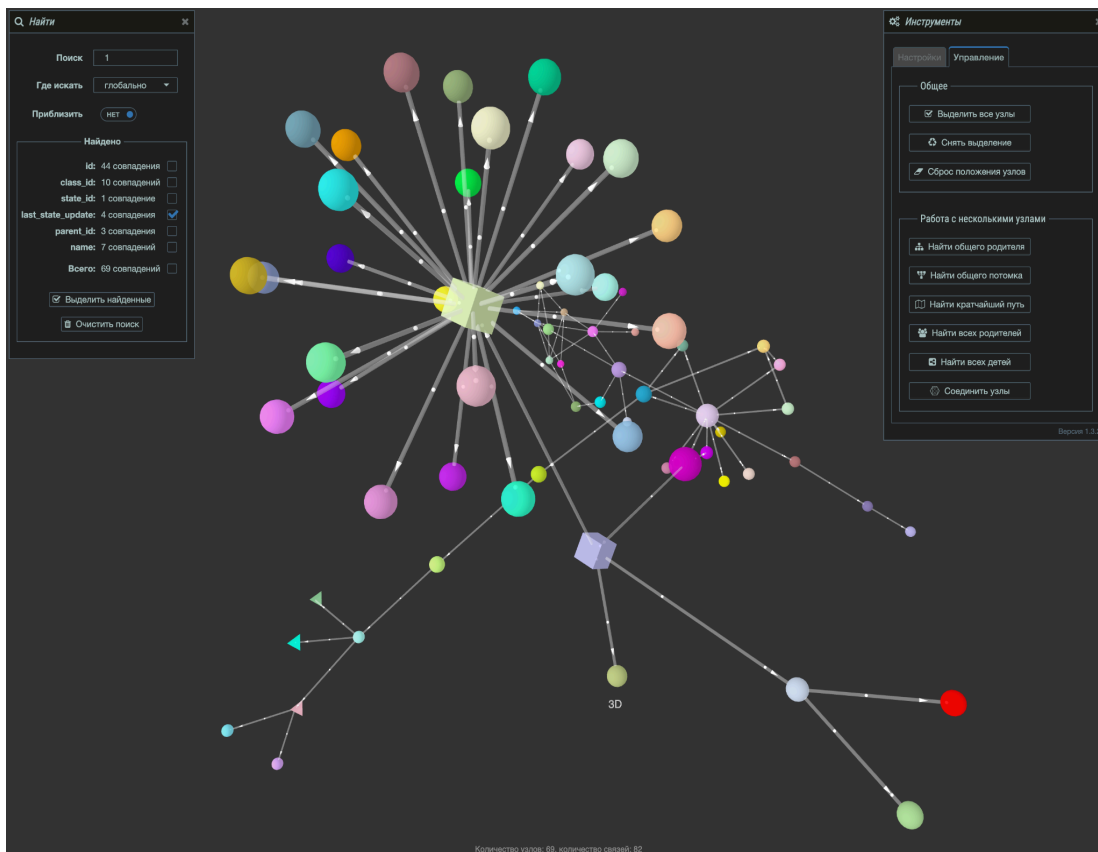 Найти
Поиск 1
Где искать глобально
Приблизить НЕТ
Найдено
id: 44 совпадения
class_id: 10 совпадений
state_id: 1 совпадение
last_state_update: 4 совпадения
parent_id: 3 совпадения
name: 7 совпадений
Всего: 69 совпадений
Выделить найденные
Очистить поиск
3D
Количество узлов: 69, количество связей: 82
Инструменты
Настройки Управление
Общее
Выделить все узлы
Снять выделение
Сброс положения узлов
Работа с несколькими узлами
Найти общего родителя
Найти общего потомка
Найти кратчайший путь
Найти всех родителей
Найти всех детей
Соединить узлы
Версия